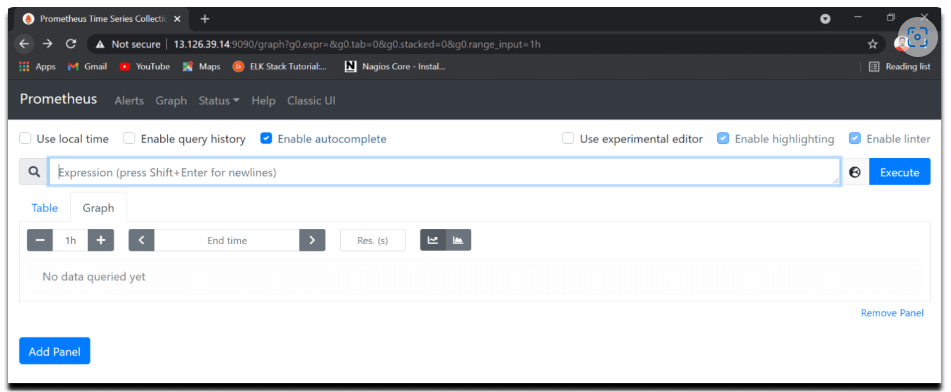 Prometheus Time Series Collectic
Not secure | 13.126.39.14:9090/graph?g0.expr=&g0.tab=0&g0.stacked=0&g0.range_input=1h
Apps Gmail YouTube Maps ELK Stack Tutorial:... Nagios Core - Instal... Reading list
Prometheus Alerts Graph Status Help Classic UI
Use local time Enable query history Enable autocomplete Use experimental editor Enable highlighting Enable linter
Expression (press Shift+Enter for newlines) Execute
Table Graph
1h End time Res. (s)
No data queried yet
Remove Panel
Add Panel